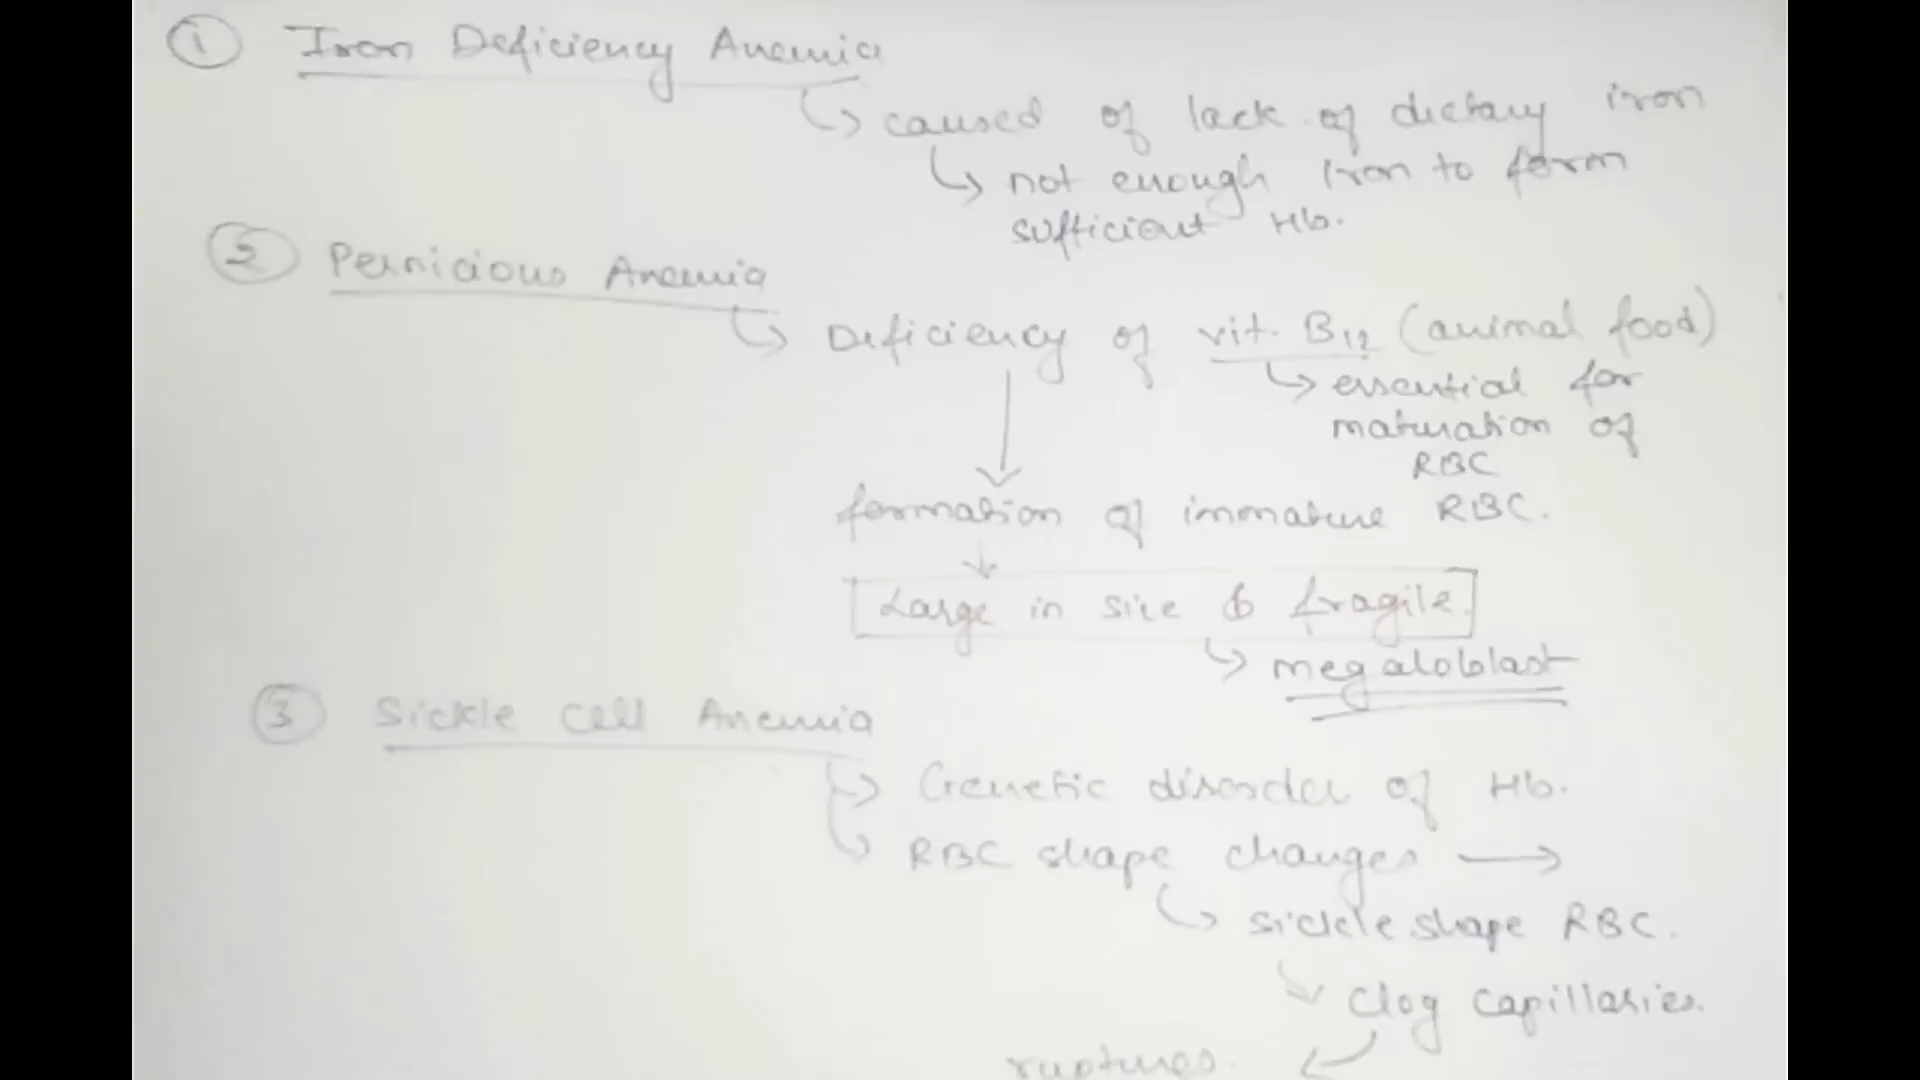 ① Iron Deficiency Anemia
↳ caused of lack of dietary iron
↳ not enough iron to form
sufficient Hb.
② Pernicious Anemia
↳ Deficiency of vit. B12 (animal food)
↳ essential for
maturation of
RBC
↓
formation of immature RBC.
↓
Large in size & fragile.
↳ megaloblast
③ Sickle Cell Anemia
↳ Genetic disorder of Hb.
↳ RBC shape changes →
↳ sickle shape RBC.
↳ Clog capillaries.
ruptures. ←